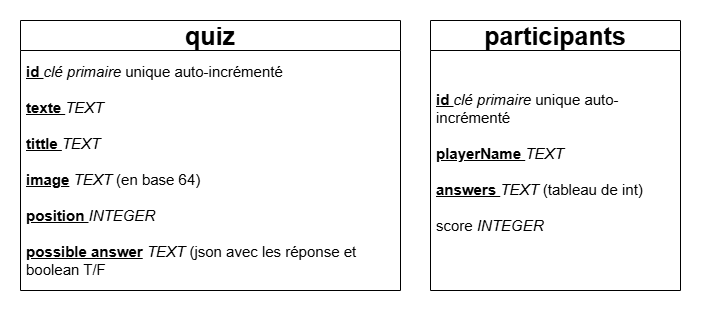 quiz
id clé primaire unique auto-incrémenté
texte TEXT
tittle TEXT
image TEXT (en base 64)
position INTEGER
possible answer TEXT (json avec les réponse et
boolean T/F
participants
id clé primaire unique auto-
incrémenté
playerName TEXT
answers TEXT (tableau de int)
score INTEGER